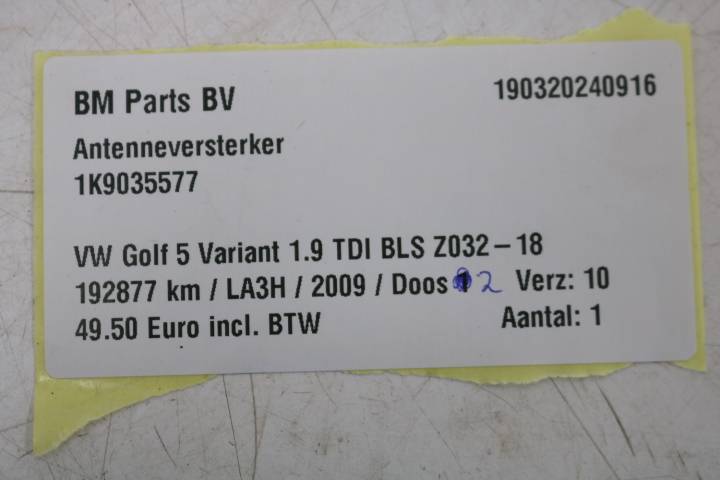 BM Parts BV 190320240916
Antenneversterker
1K9035577
VW Golf 5 Variant 1.9 TDI BLS Z032-18
192877 km / LA3H / 2009 / Doos 2 Verz: 10
49.50 Euro incl. BTW Aantal: 1